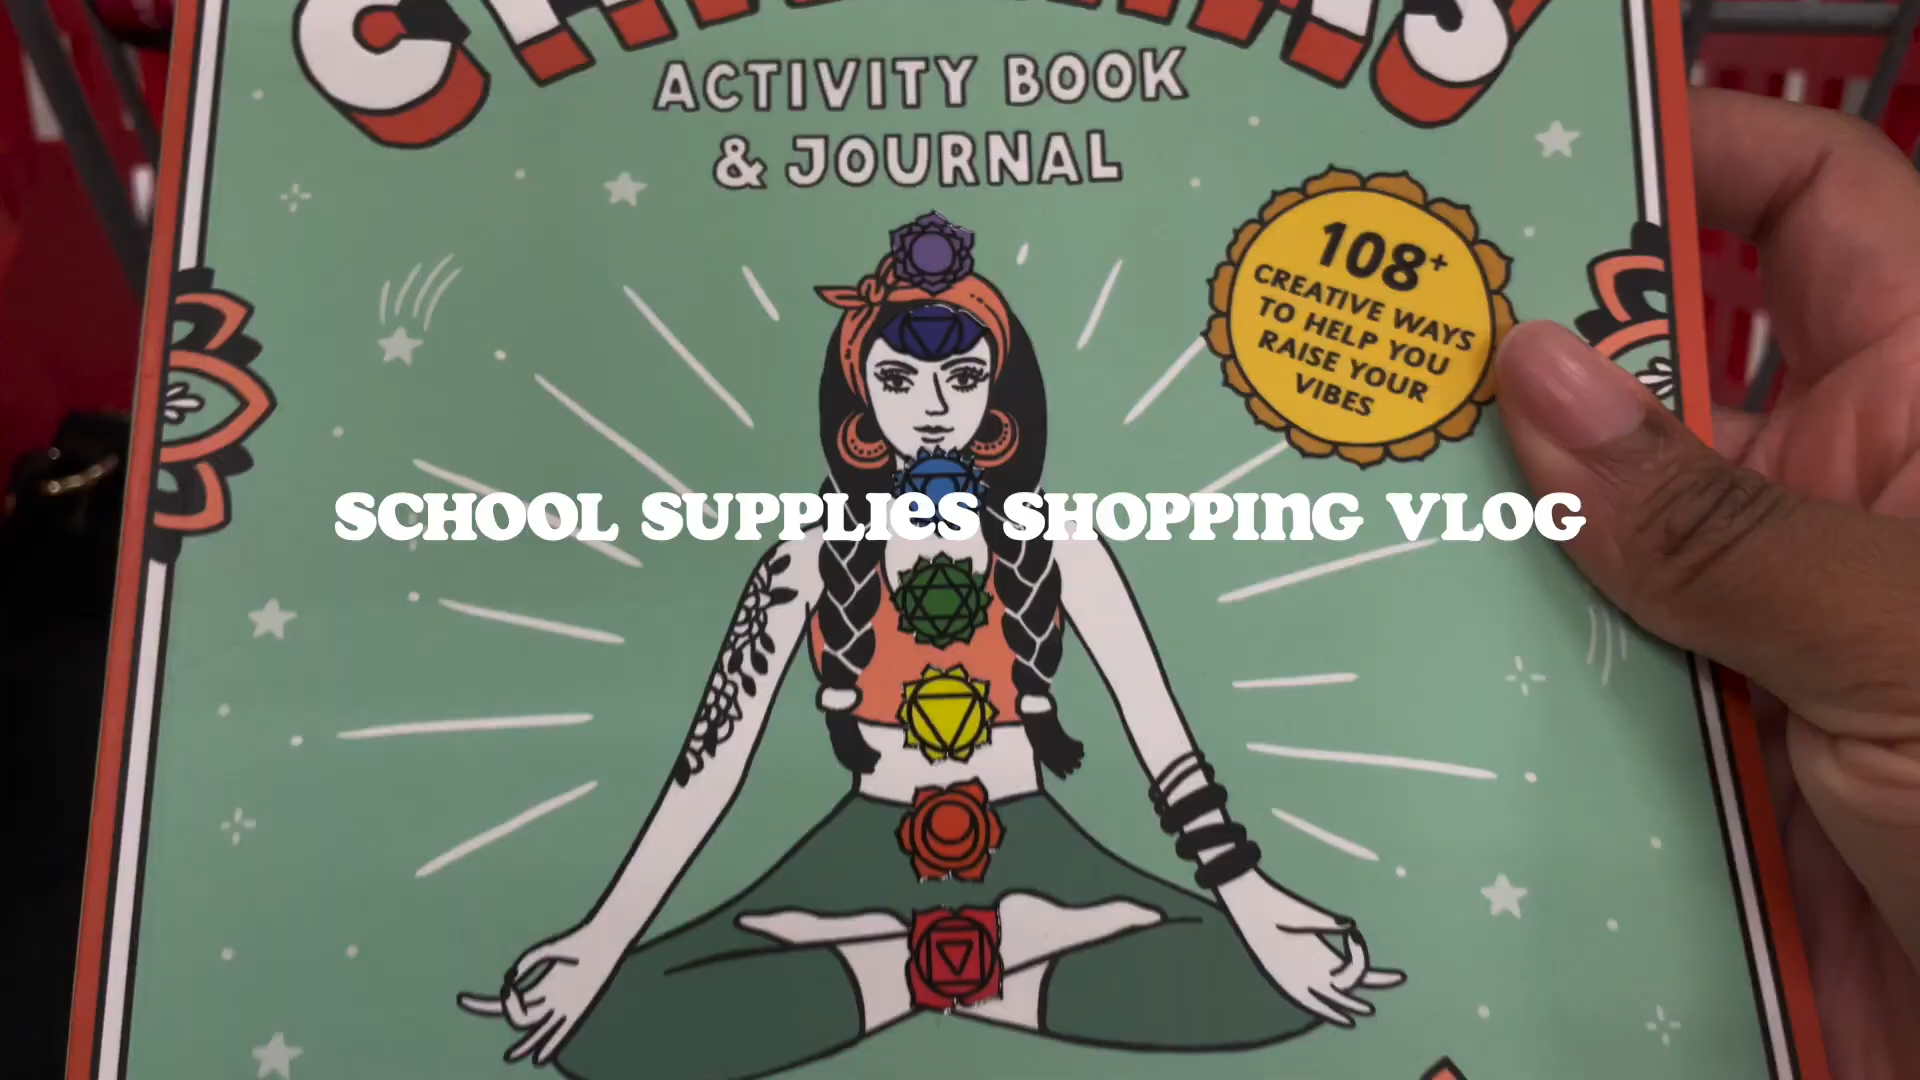 ACTIVITY BOOK
& JOURNAL
108+
CREATIVE WAYS
TO HELP YOU
RAISE YOUR
VIBES
SCHOOL SUPPLIES SHOPPING VLOG